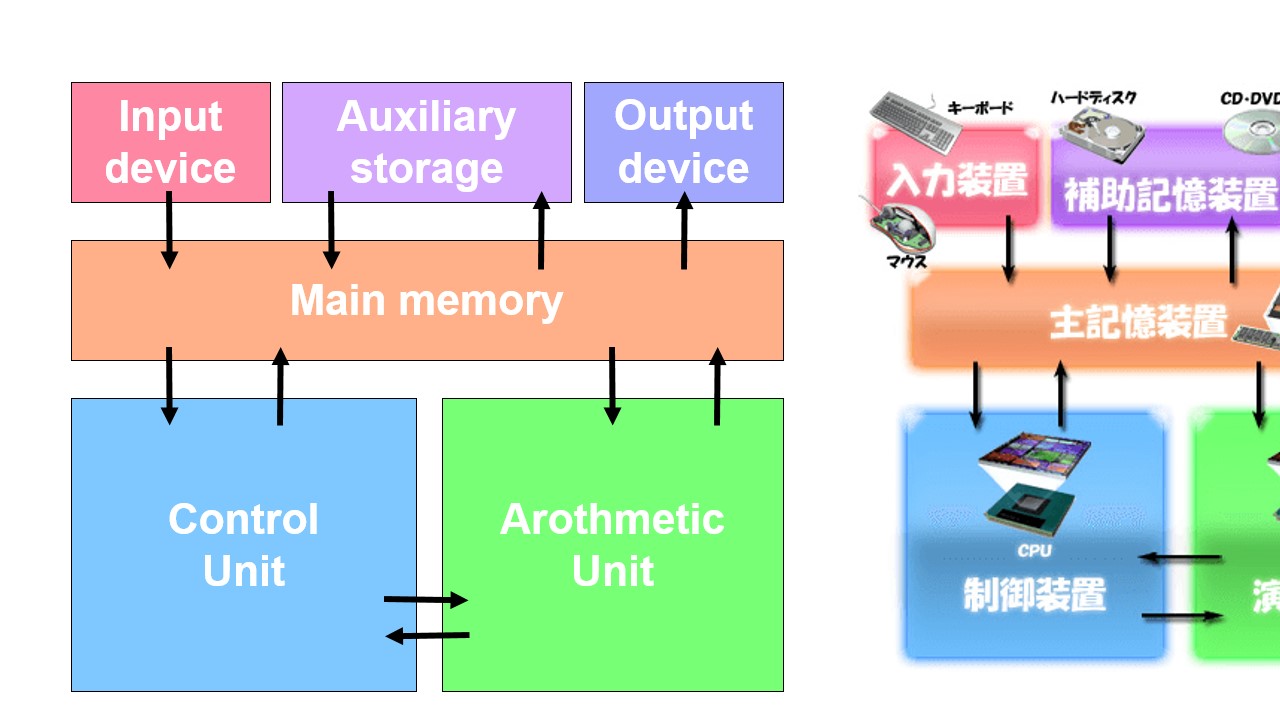 Input
device
Auxiliary
storage
Output
device
Main memory
Control
Unit
Arothmetic
Unit
キーボード
ハードディスク
CD・DVD
入力装置
補助記憶装置
マウス
主記憶装置
CPU
制御装置
演